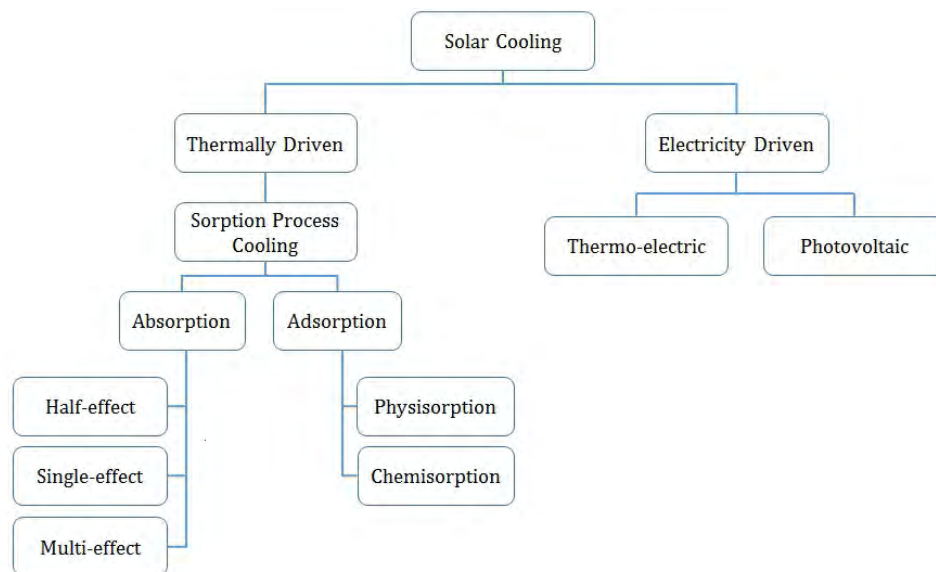 Solar Cooling
Thermally Driven
Electricity Driven
Sorption Process
Cooling
Thermo-electric
Photovoltaic
Absorption
Adsorption
Half-effect
Physisorption
Single-effect
Chemisorption
Multi-effect